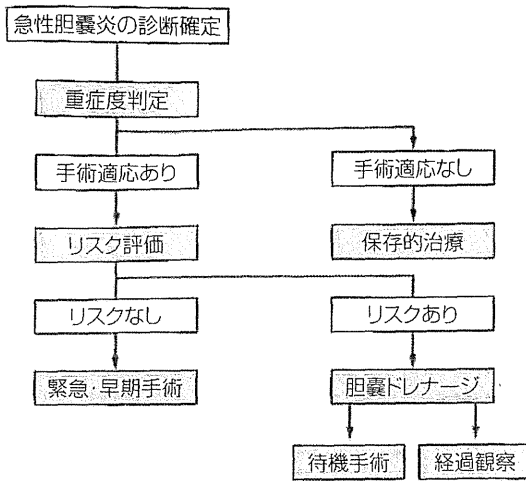 急性胆嚢炎の診断確定
重症度判定
手術適応あり
手術適応なし
リスク評価
保存的治療
リスクなし
リスクあり
緊急・早期手術
胆嚢ドレナージ
待機手術
経過観察